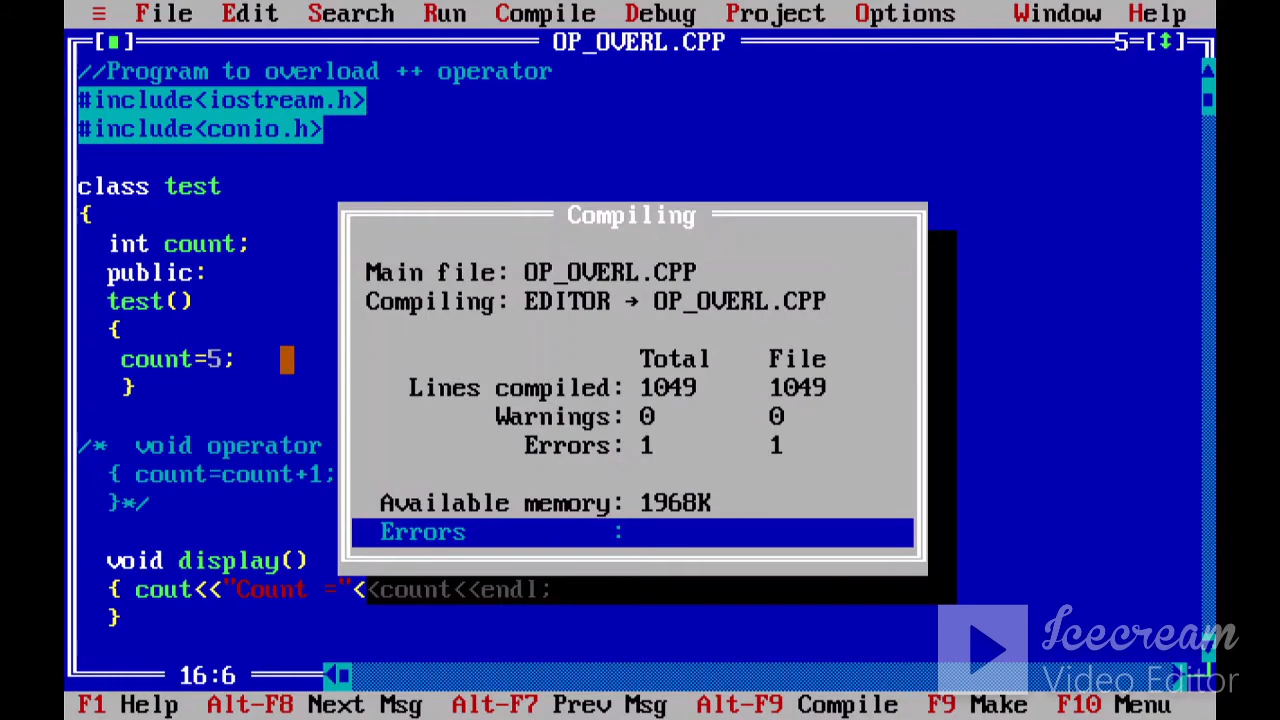 ≡ File Edit Search Run Compile Debug Project Options Window Help
[■] OP_OVERL.CPP 5=[↕]
//Program to overload ++ operator
#include<iostream.h>
#include<conio.h>
class test
{
int count;
public:
test()
{
count=5;
}
/* void operator
{ count=count+1;
}*/
void display()
{ cout<<"Count ="<<count<<endl;
}
Compiling
Main file: OP_OVERL.CPP
Compiling: EDITOR → OP_OVERL.CPP
Total File
Lines compiled: 1049 1049
Warnings: 0 0
Errors: 1 1
Available memory: 1968K
Errors :
16:6
Icecream
Video Editor
F1 Help Alt-F8 Next Msg Alt-F7 Prev Msg Alt-F9 Compile F9 Make F10 Menu